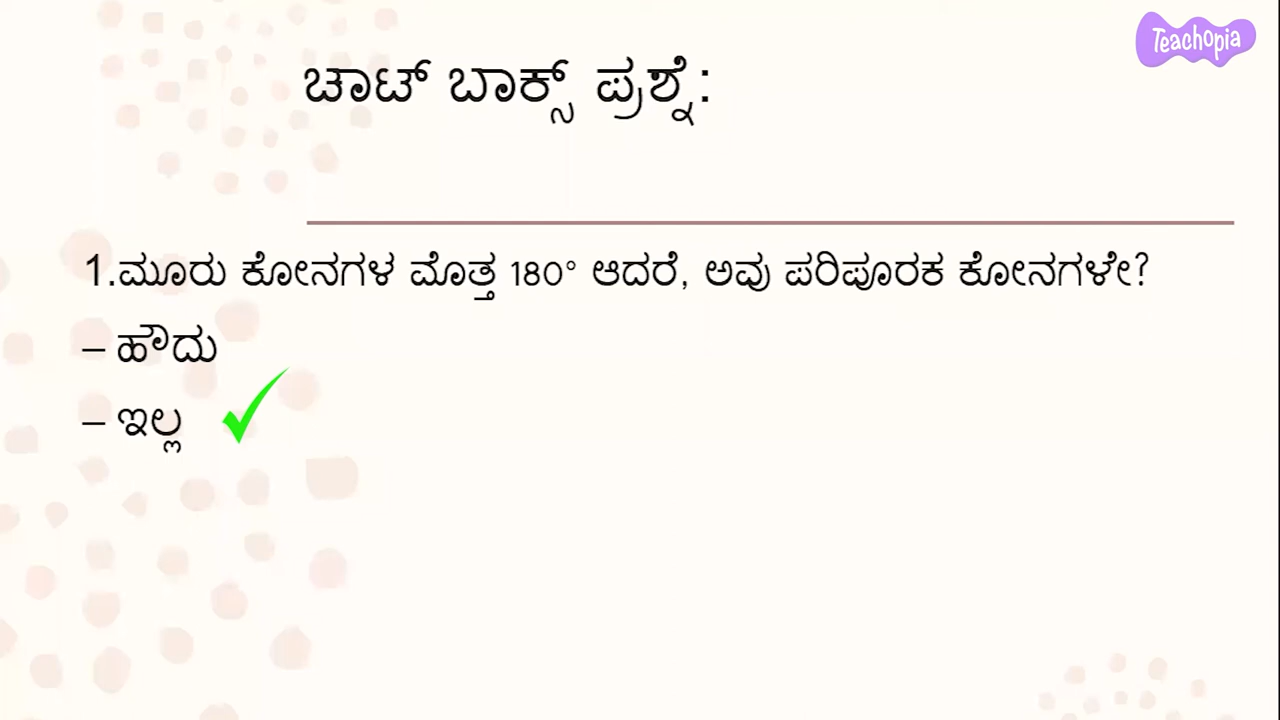 Teachopia
ಚಾಟ್ ಬಾಕ್ಸ್ ಪ್ರಶ್ನೆ:
1.ಮೂರು ಕೋನಗಳ ಮೊತ್ತ 180° ಆದರೆ, ಅವು ಪರಿಪೂರಕ ಕೋನಗಳೇ?
– ಹೌದು
– ಇಲ್ಲ